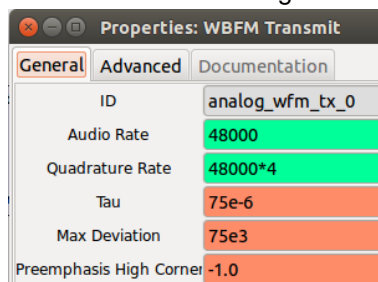 Properties: WBFM Transmit
General Advanced Documentation
ID analog_wfm_tx_0
Audio Rate 48000
Quadrature Rate 48000*4
Tau 75e-6
Max Deviation 75e3
Preemphasis High Corner -1.0